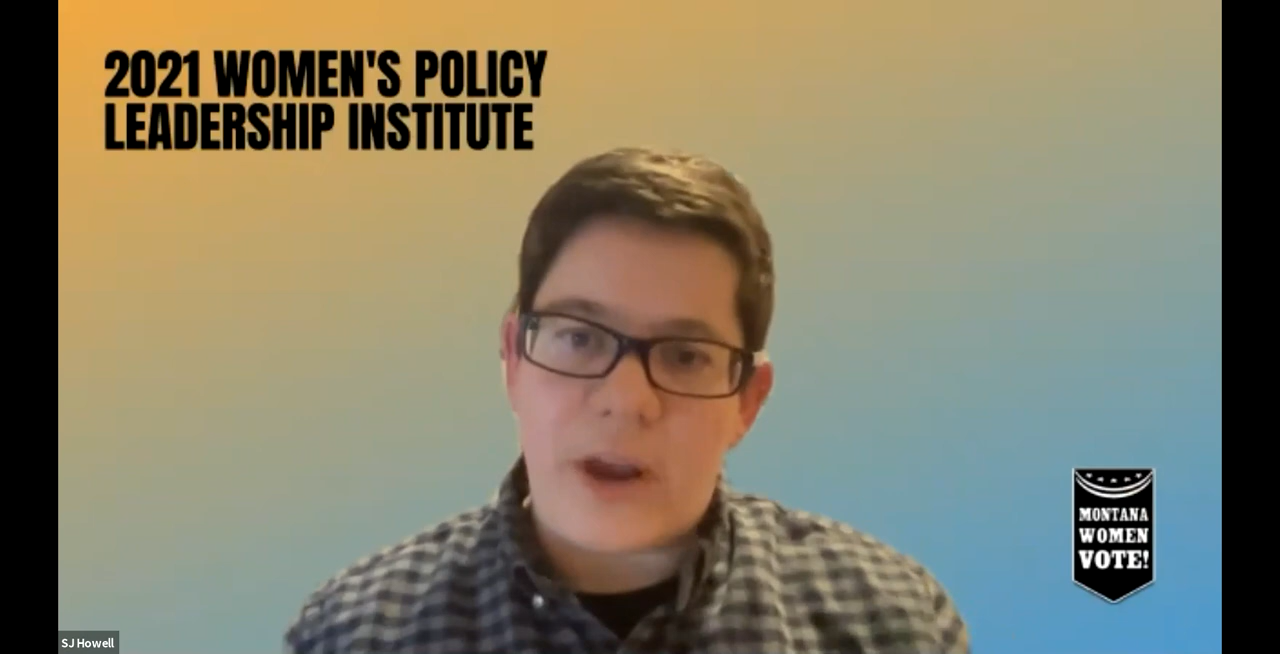 2021 WOMEN'S POLICY
LEADERSHIP INSTITUTE
MONTANA
WOMEN
VOTE!
SJ Howell